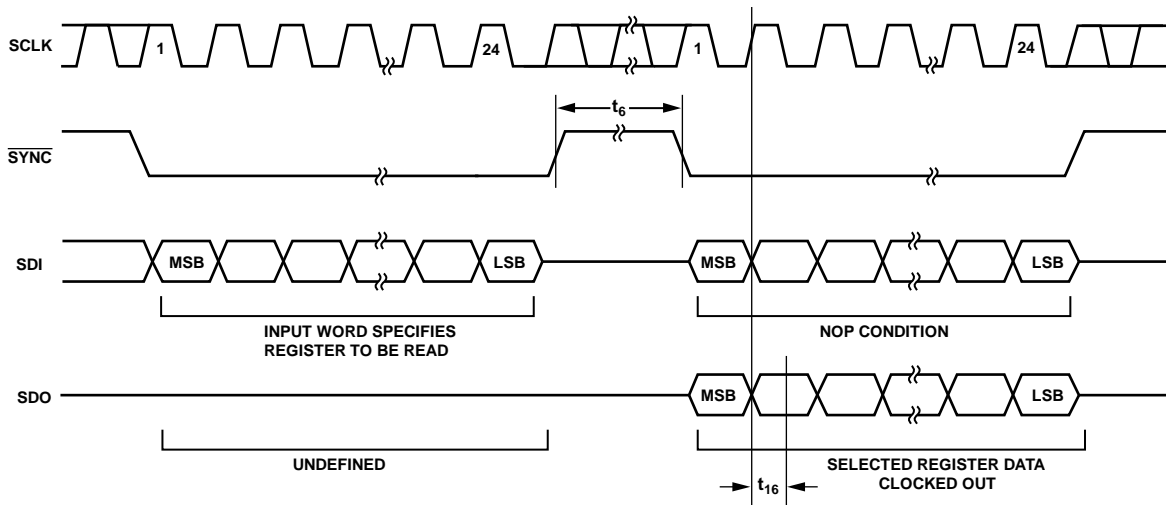 SCLK
1
24
1
24
t6
SYNC
SDI
MSB
LSB
MSB
LSB
INPUT WORD SPECIFIES
REGISTER TO BE READ
NOP CONDITION
SDO
MSB
LSB
UNDEFINED
SELECTED REGISTER DATA
CLOCKED OUT
t16